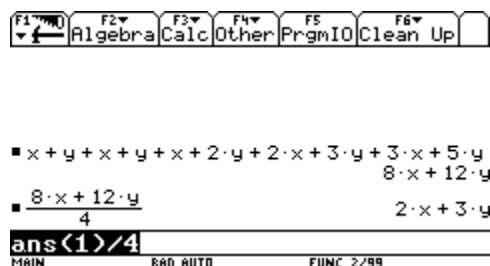 F1 F2 F3 F4 F5 F6
Algebra Calc Other PrgmIO Clean Up
x+y+x+y+x+2·y+2·x+3·y+3·x+5·y
8·x+12·y
8·x+12·y
4
2·x+3·y
ans(1)/4
MAIN RAD AUTO FUNC 2/99